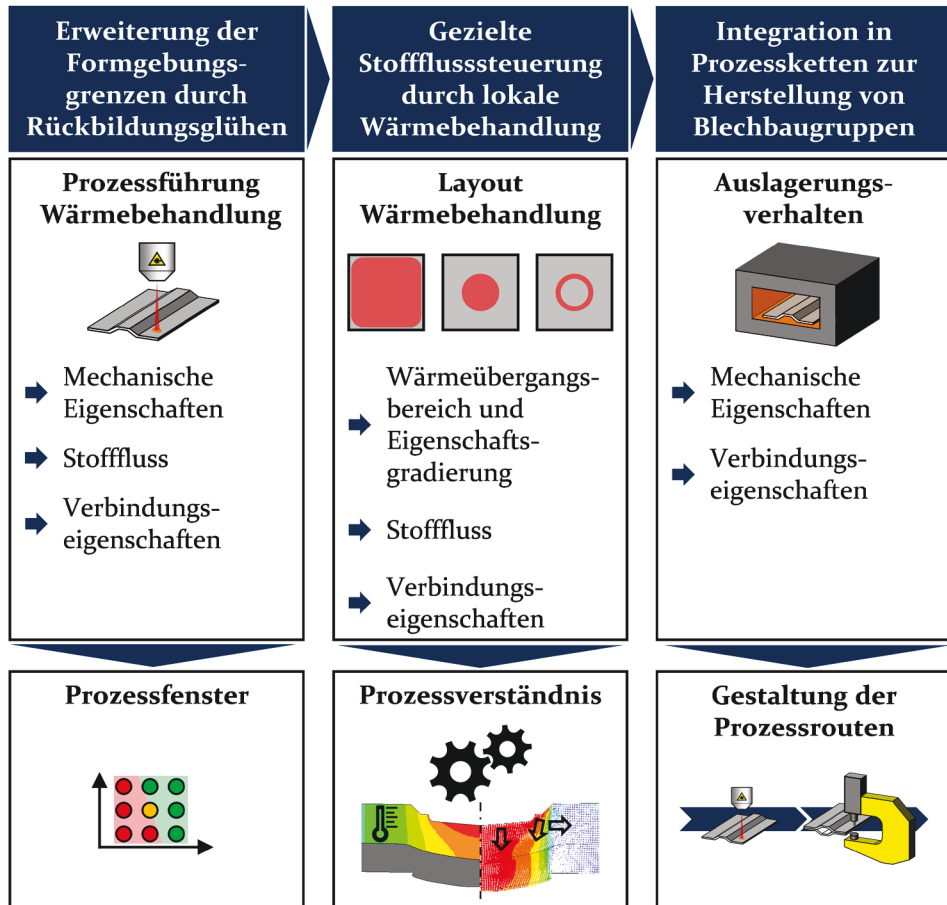 Erweiterung der
Formgebungs-
grenzen durch
Rückbildungsglühen
Gezielte
Stoffflusssteuerung
durch lokale
Wärmebehandlung
Integration in
Prozessketten zur
Herstellung von
Blechbaugruppen
Prozessführung
Wärmebehandlung
Mechanische
Eigenschaften
Stofffluss
Verbindungs-
eigenschaften
Layout
Wärmebehandlung
Wärmeübergangs-
bereich und
Eigenschafts-
gradierung
Stofffluss
Verbindungs-
eigenschaften
Auslagerungs-
verhalten
Mechanische
Eigenschaften
Verbindungs-
eigenschaften
Prozessfenster
Prozessverständnis
Gestaltung der
Prozessrouten